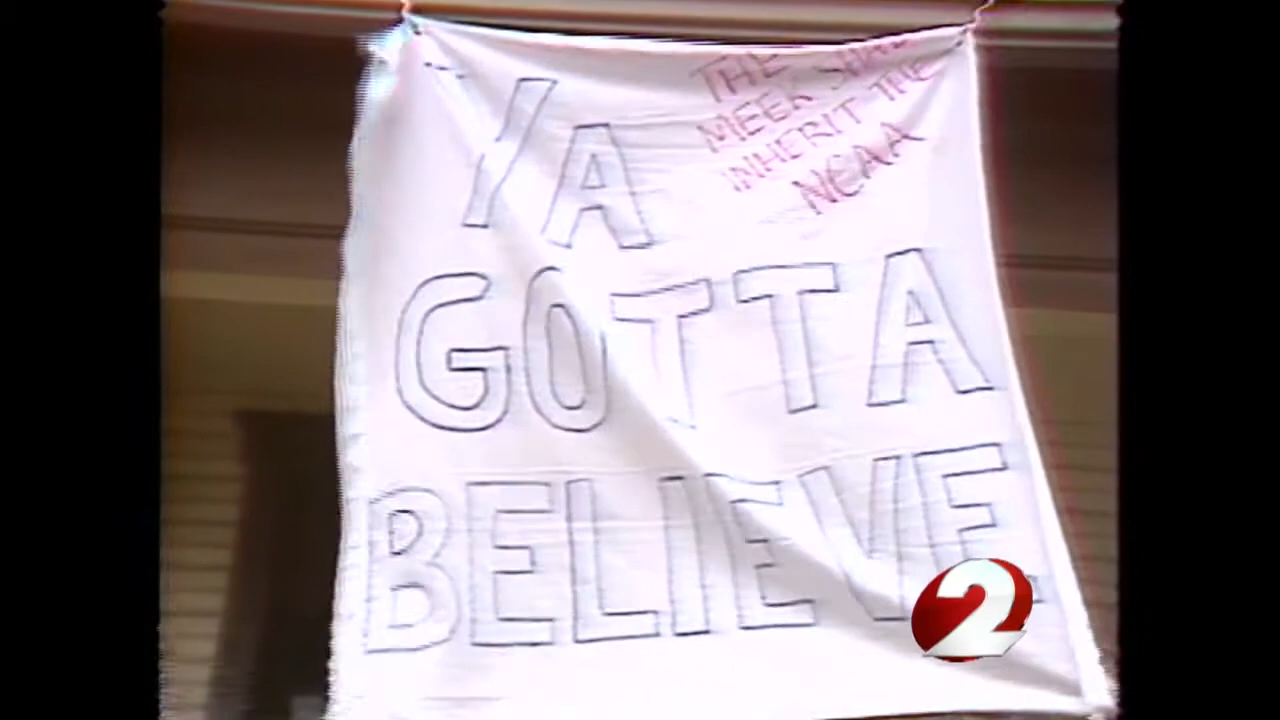 YA
GOTTA
BELIEVE
THE
MEEK SHALL
INHERIT THE
NCAA
2